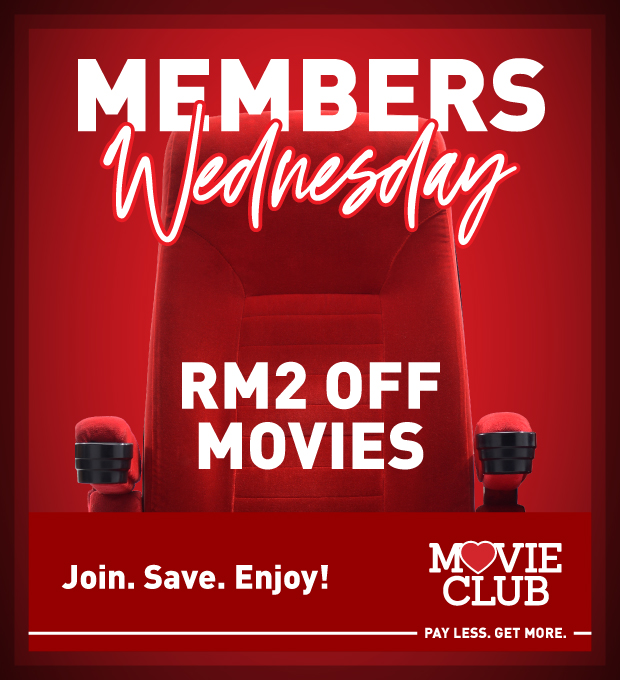 MEMBERS
Wednesday
RM2 OFF
MOVIES
Join. Save. Enjoy!
MOVIE
CLUB
PAY LESS. GET MORE.